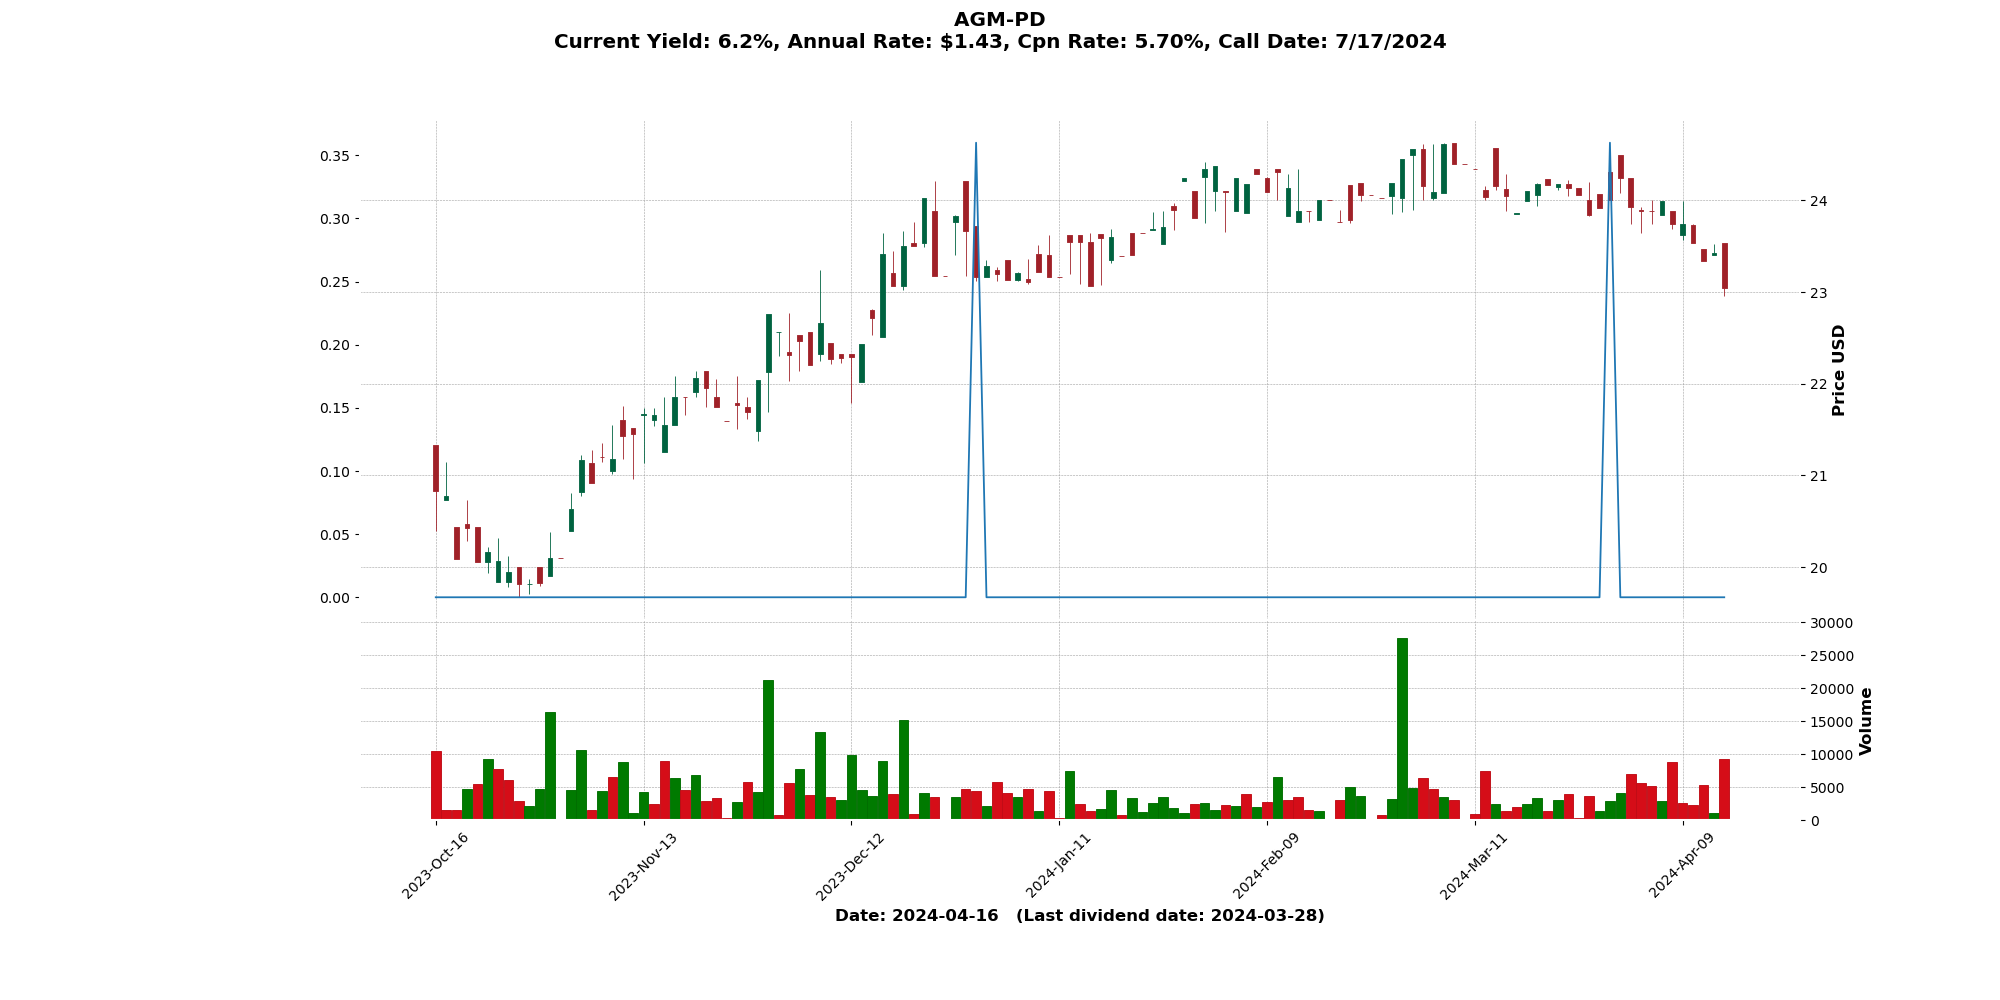 AGM-PD
Current Yield: 6.2%, Annual Rate: $1.43, Cpn Rate: 5.70%, Call Date: 7/17/2024
0.35
0.30
0.25
0.20
0.15
0.10
0.05
0.00
24
23
22
21
20
Price USD
30000
25000
20000
15000
10000
5000
0
Volume
2023-Oct-16
2023-Nov-13
2023-Dec-12
2024-Jan-11
2024-Feb-09
2024-Mar-11
2024-Apr-09
Date: 2024-04-16 (Last dividend date: 2024-03-28)